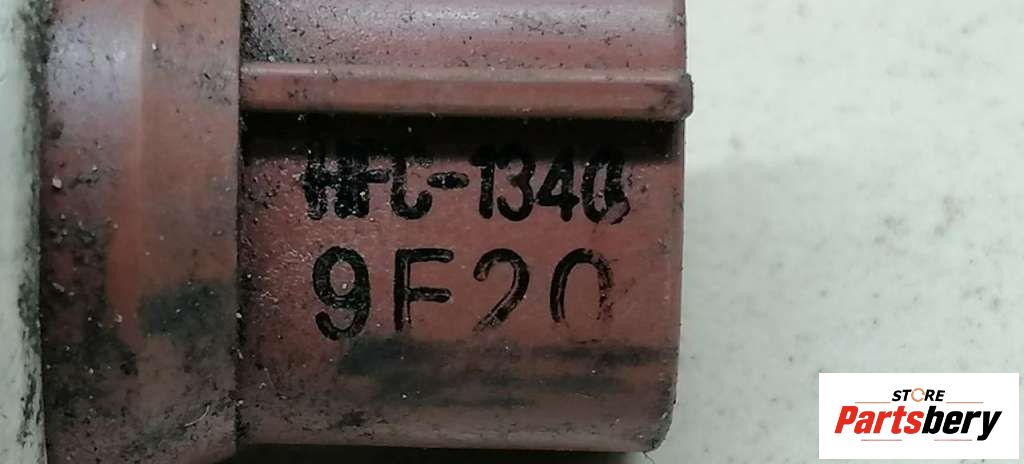 HFC-1340
9F20
STORE
Partsbery